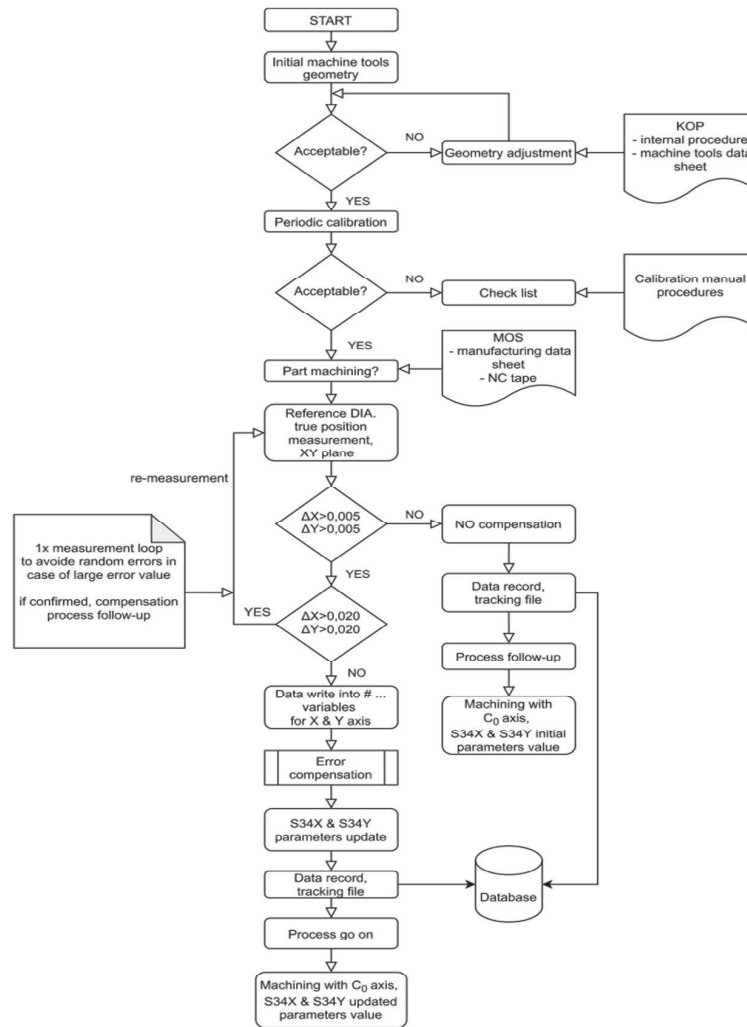 START
Initial machine tools
geometry
Acceptable?
NO
Geometry adjustment
KOP
- internal procedure
- machine tools data
sheet
YES
Periodic calibration
Acceptable?
NO
Check list
Calibration manual
procedures
YES
MOS
- manufacturing data
sheet
- NC tape
Part machining?
Reference DIA.
true position
measurement,
XY plane
re-measurement
ΔX>0,005
ΔY>0,005
NO
NO compensation
1x measurement loop
to avoide random errors in
case of large error value
if confirmed, compensation
process follow-up
YES
Data record,
tracking file
YES
ΔX>0,020
ΔY>0,020
Process follow-up
NO
Data write into # ...
variables
for X & Y axis
Machining with
C0 axis,
S34X & S34Y initial
parameters value
Error
compensation
S34X & S34Y
parameters update
Data record,
tracking file
Database
Process go on
Machining with C0 axis,
S34X & S34Y updated
parameters value